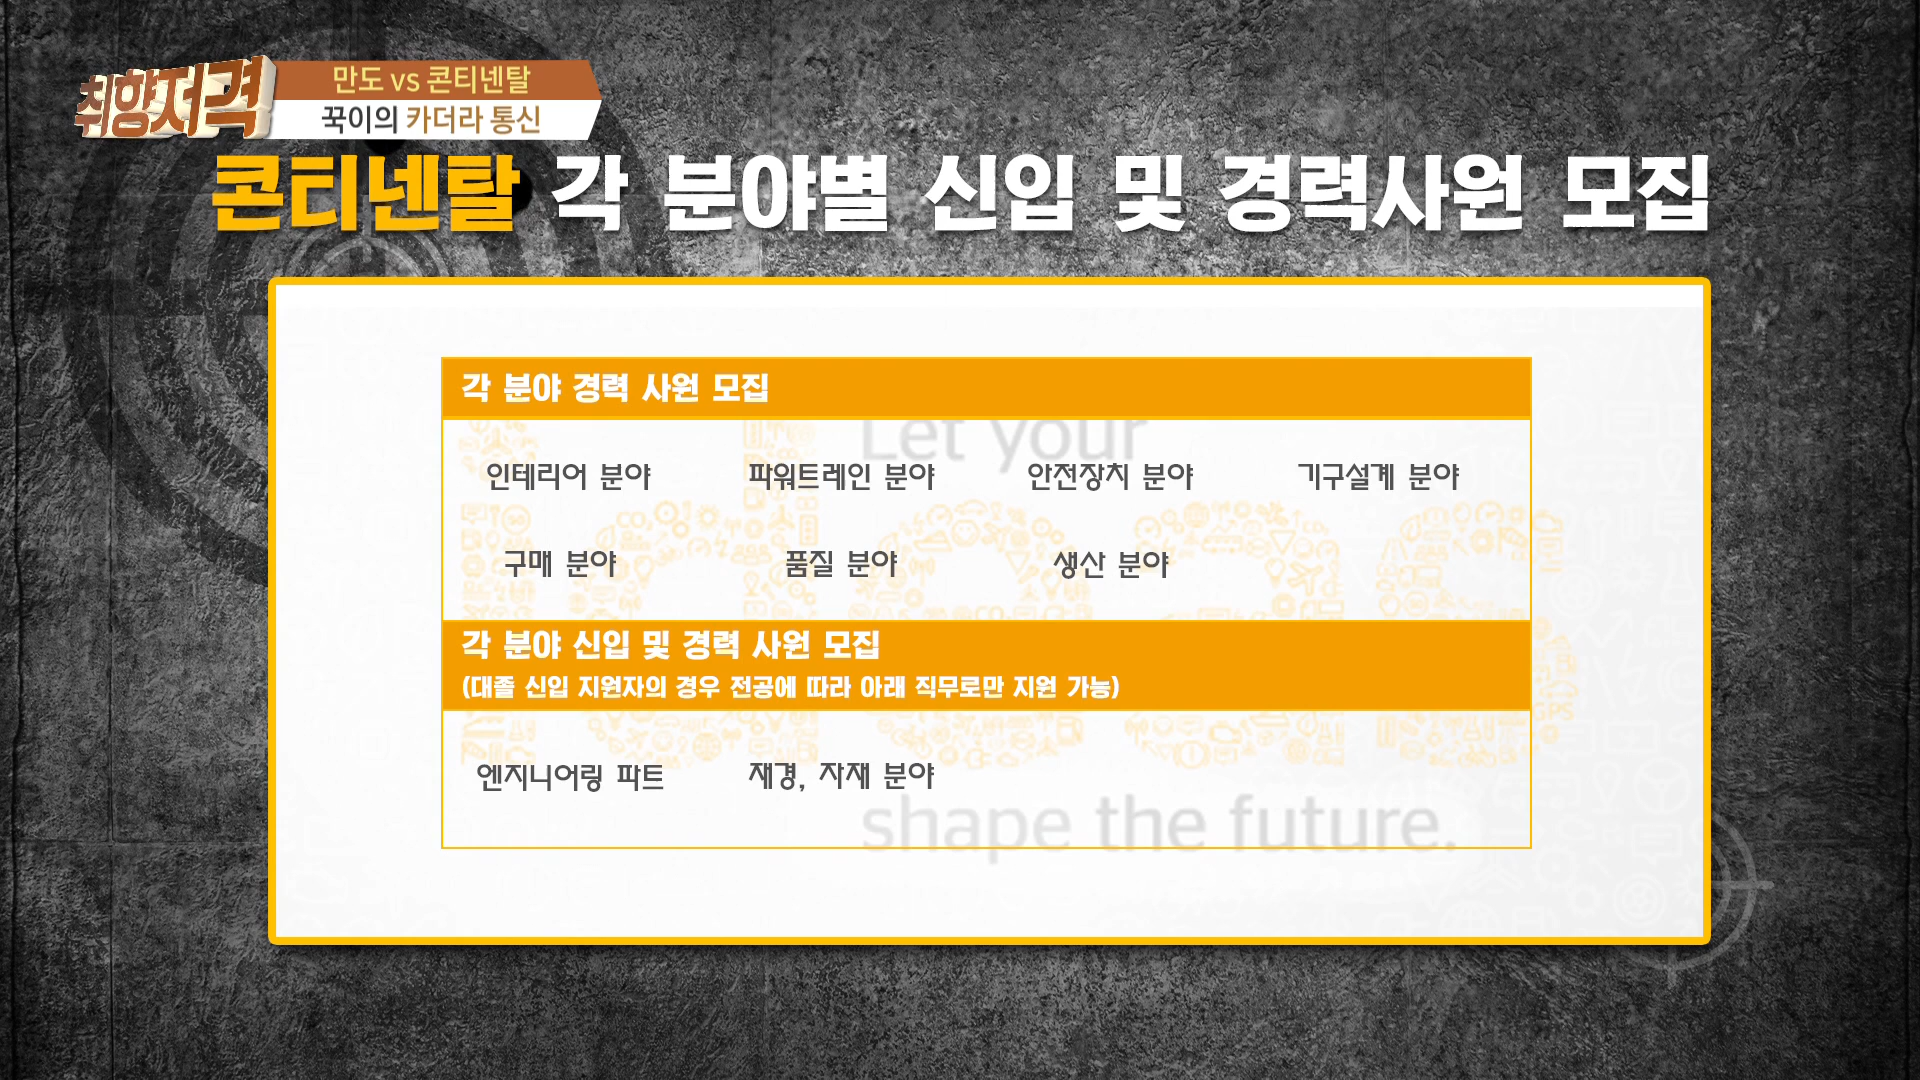 취향저격
만도 vs 콘티넨탈
꾹이의 카더라 통신
콘티넨탈 각 분야별 신입 및 경력사원 모집
각 분야 경력 사원 모집
Let your
인테리어 분야 파워트레인 분야 안전장치 분야 기구설계 분야
ideas
구매 분야 품질 분야 생산 분야
각 분야 신입 및 경력 사원 모집
(대졸 신입 지원자의 경우 전공에 따라 아래 직무로만 지원 가능)
엔지니어링 파트 재경, 자재 분야
shape the future.